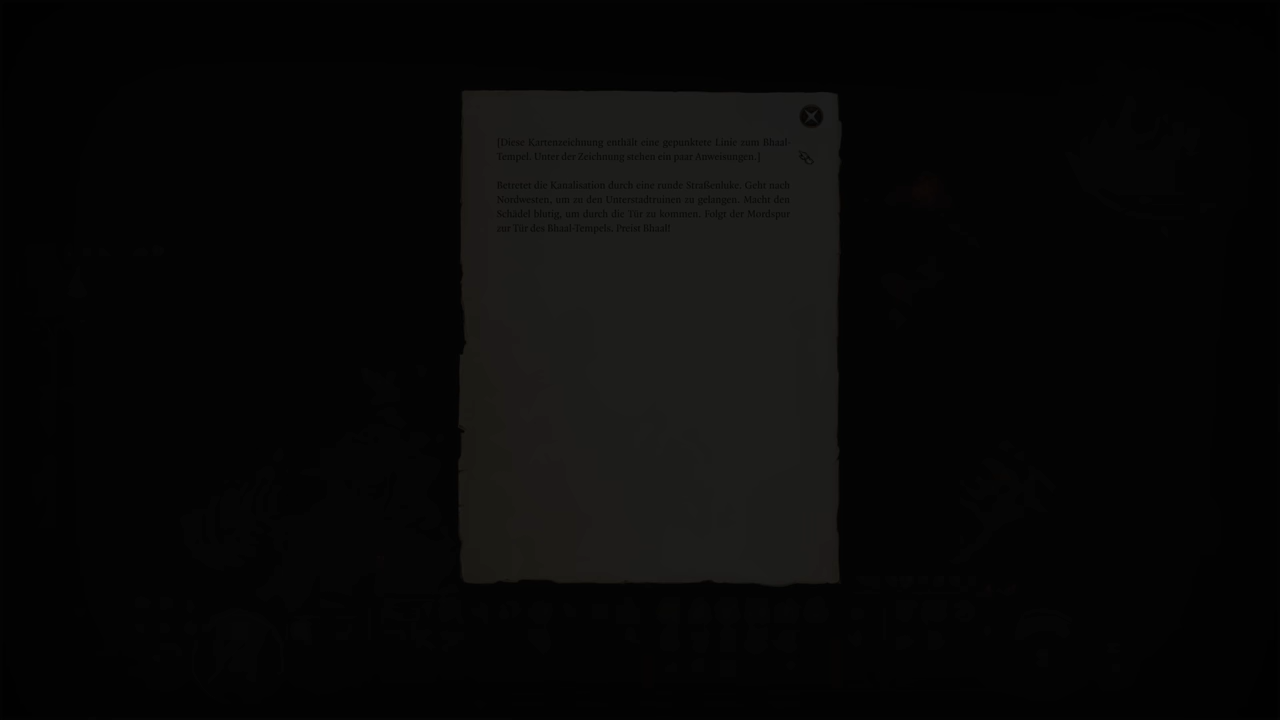 [Diese Kartenzeichnung enthält eine gepunktete Linie zum Bhaal-
Tempel. Unter der Zeichnung stehen ein paar Anweisungen.]
Betretet die Kanalisation durch eine runde Straßenluke. Geht nach
Nordwesten, um zu den Unterstadtruinen zu gelangen. Macht den
Schädel blutig, um durch die Tür zu kommen. Folgt der Mordspur
zur Tür des Bhaal-Tempels. Preist Bhaal!